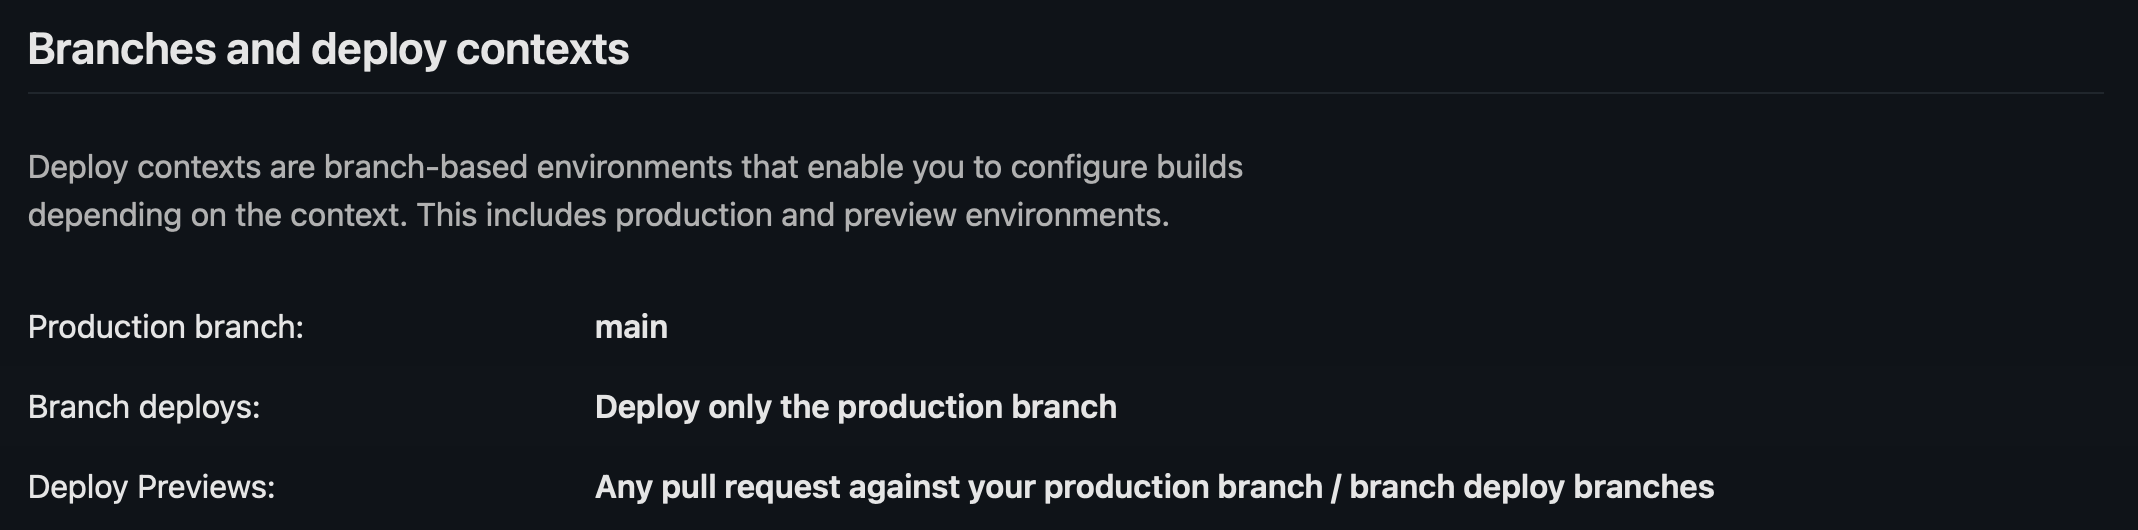 Branches and deploy contexts
Deploy contexts are branch-based environments that enable you to configure builds
depending on the context. This includes production and preview environments.
Production branch: main
Branch deploys: Deploy only the production branch
Deploy Previews: Any pull request against your production branch / branch deploy branches